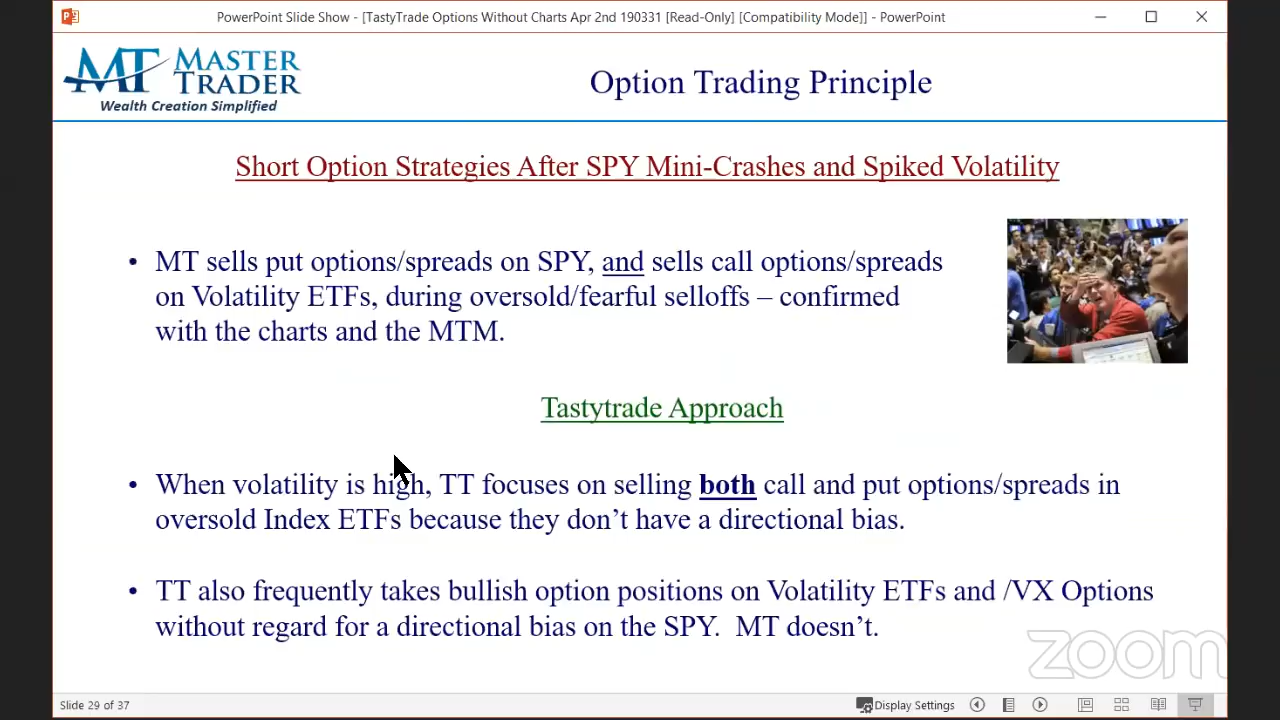 PowerPoint Slide Show - [TastyTrade Options Without Charts Apr 2nd 190331 [Read-Only] [Compatibility Mode]] - PowerPoint
MT MASTER TRADER
Wealth Creation Simplified
Option Trading Principle
Short Option Strategies After SPY Mini-Crashes and Spiked Volatility
• MT sells put options/spreads on SPY, and sells call options/spreads
on Volatility ETFs, during oversold/fearful selloffs – confirmed
with the charts and the MTM.
Tastytrade Approach
• When volatility is high, TT focuses on selling both call and put options/spreads in
oversold Index ETFs because they don’t have a directional bias.
• TT also frequently takes bullish option positions on Volatility ETFs and /VX Options
without regard for a directional bias on the SPY. MT doesn’t.
zoom
Slide 29 of 37
Display Settings